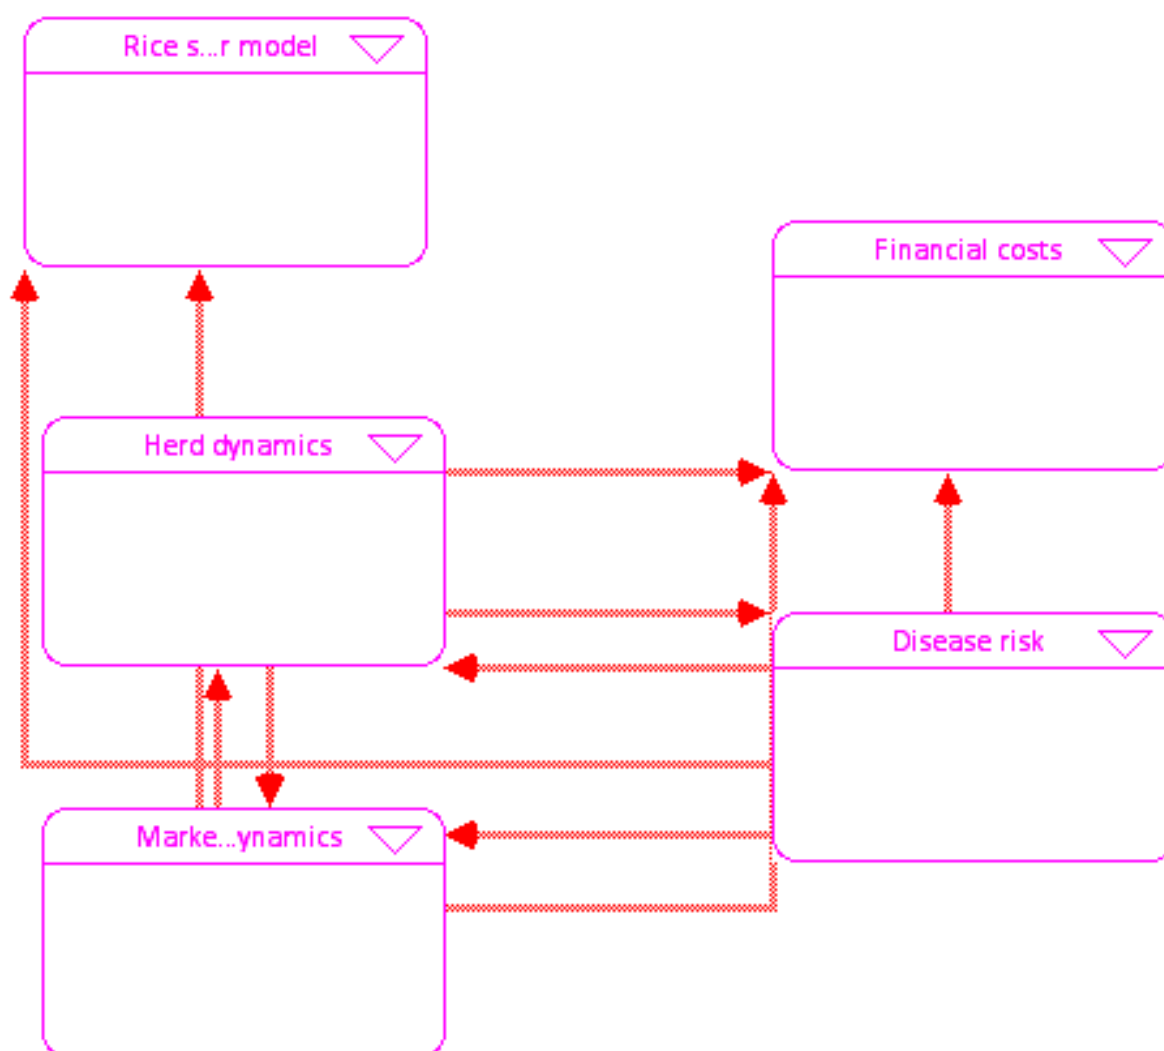 Rice s...r model
Financial costs
Herd dynamics
Disease risk
Marke...ynamics